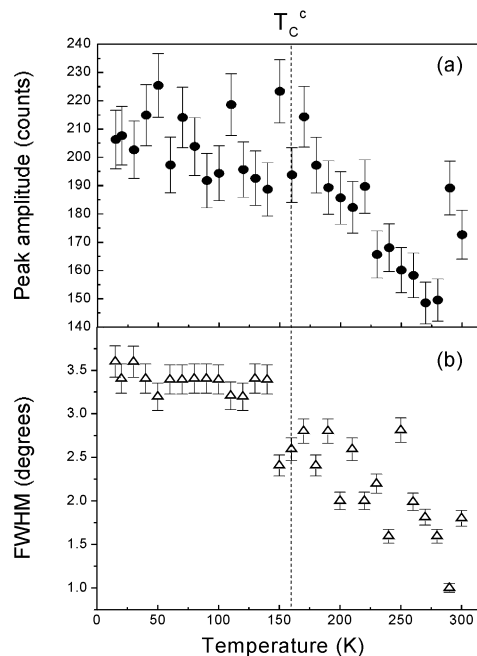 T_C^c
(a)
Peak amplitude (counts)
240
230
220
210
200
190
180
170
160
150
140
(b)
FWHM (degrees)
3.5
3.0
2.5
2.0
1.5
1.0
0 50 100 150 200 250 300
Temperature (K)